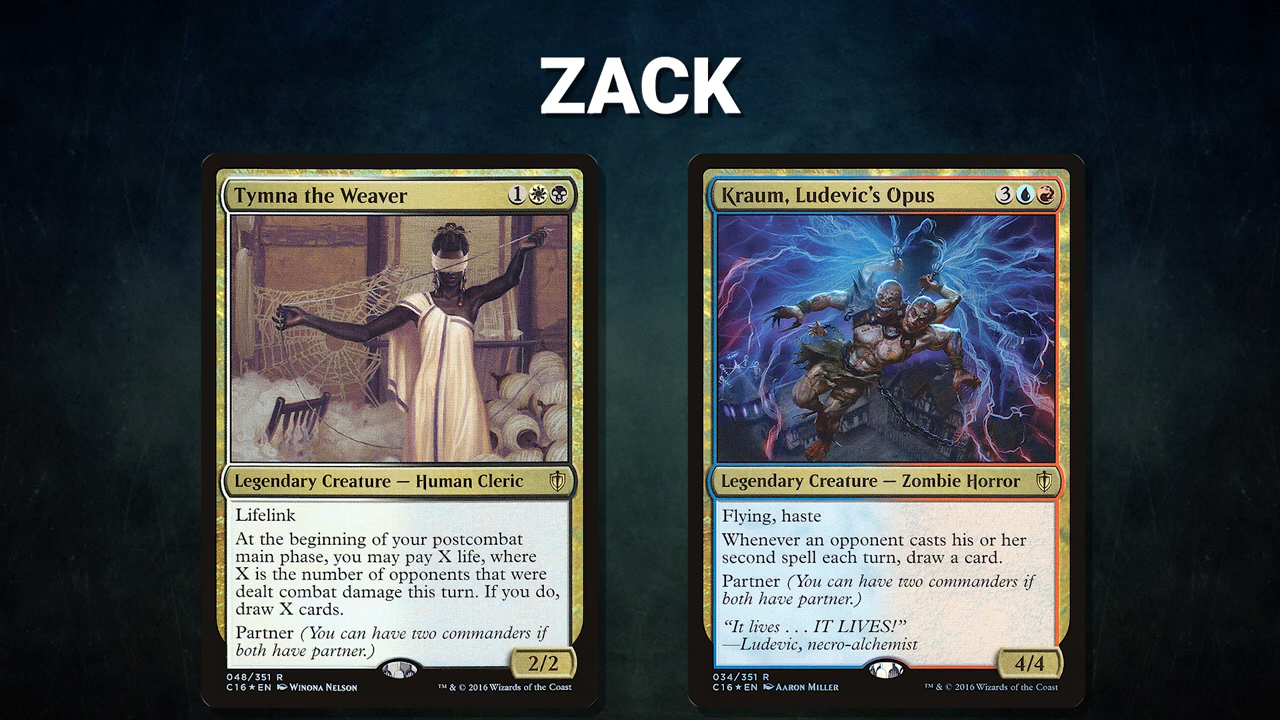 ZACK
Tymna the Weaver 1
Legendary Creature — Human Cleric
Lifelink
At the beginning of your postcombat
main phase, you may pay X life, where
X is the number of opponents that were
dealt combat damage this turn. If you do,
draw X cards.
Partner (You can have two commanders if
both have partner.)
2/2
048/351 R
C16★EN Winona Nelson
™ & © 2016 Wizards of the Coast
Kraum, Ludevic's Opus 3
Legendary Creature — Zombie Horror
Flying, haste
Whenever an opponent casts his or her
second spell each turn, draw a card.
Partner (You can have two commanders if
both have partner.)
“It lives . . . IT LIVES!”
—Ludevic, necro-alchemist
4/4
034/351 R
C16★EN Aaron Miller
™ & © 2016 Wizards of the Coast